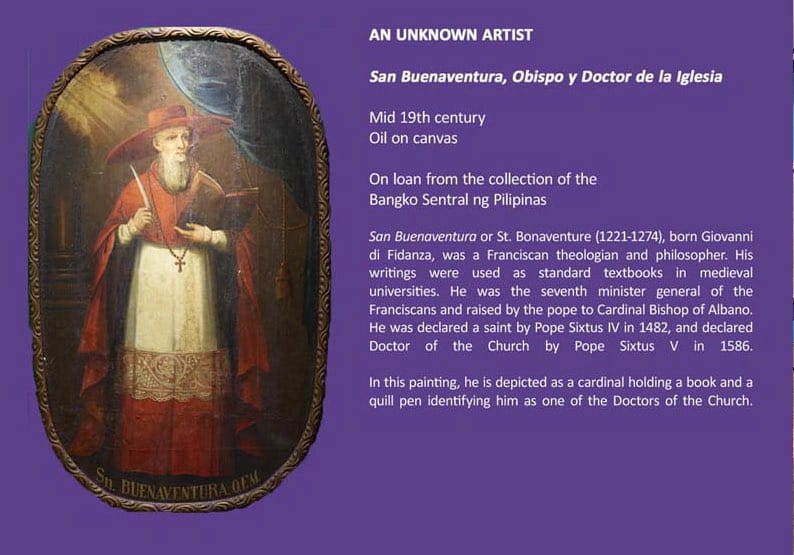 AN UNKNOWN ARTIST
San Buenaventura, Obispo y Doctor de la Iglesia
Mid 19th century
Oil on canvas
On loan from the collection of the
Bangko Sentral ng Pilipinas
San Buenaventura or St. Bonaventure (1221-1274), born Giovanni
di Fidanza, was a Franciscan theologian and philosopher. His
writings were used as standard textbooks in medieval
universities. He was the seventh minister general of the
Franciscans and raised by the pope to Cardinal Bishop of Albano.
He was declared a saint by Pope Sixtus IV in 1482, and declared
Doctor of the Church by Pope Sixtus V in 1586.
In this painting, he is depicted as a cardinal holding a book and a
quill pen identifying him as one of the Doctors of the Church.
Sn. BUENAVENTURA. O.F.M.